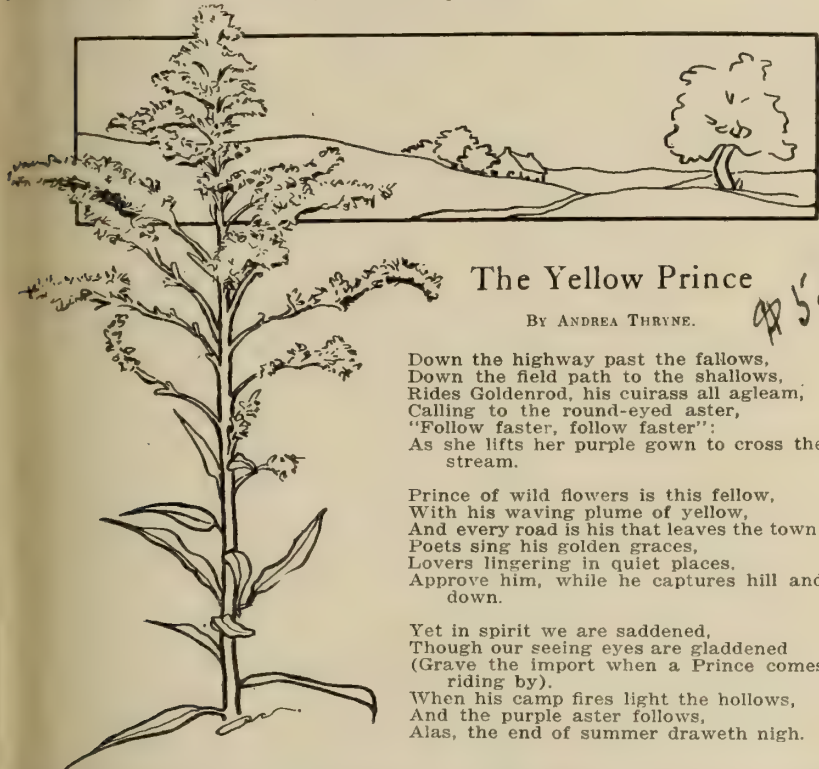 The Yellow Prince
BY ANDREA THRYNE.
Down the highway past the fallows,
Down the field path to the shallows,
Rides Goldenrod, his cuirass all agleam,
Calling to the round-eyed aster,
"Follow faster, follow faster":
As she lifts her purple gown to cross the
stream.
Prince of wild flowers is this fellow,
With his waving plume of yellow,
And every road is his that leaves the town
Poets sing his golden graces,
Lovers lingering in quiet places,
Approve him, while he captures hill and
down.
Yet in spirit we are saddened,
Though our seeing eyes are gladdened
(Grave the import when a Prince comes
riding by).
When his camp fires light the hollows,
And the purple aster follows,
Alas, the end of summer draweth nigh.